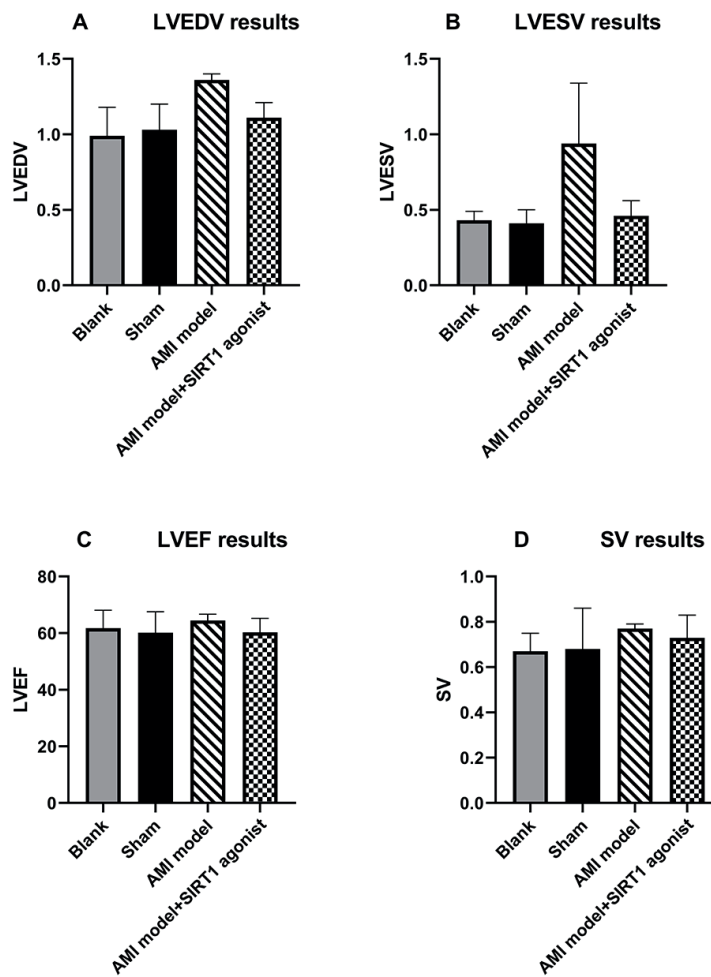 A LVEDV results
LVEDV
1.5
1.0
0.5
0.0
Blank
Sham
AMI model
AMI model+SIRT1 agonist
B LVESV results
LVESV
1.5
1.0
0.5
0.0
Blank
Sham
AMI model
AMI model+SIRT1 agonist
C LVEF results
LVEF
80
60
40
20
0
Blank
Sham
AMI model
AMI model+SIRT1 agonist
D SV results
SV
1.0
0.8
0.6
0.4
0.2
0.0
Blank
Sham
AMI model
AMI model+SIRT1 agonist